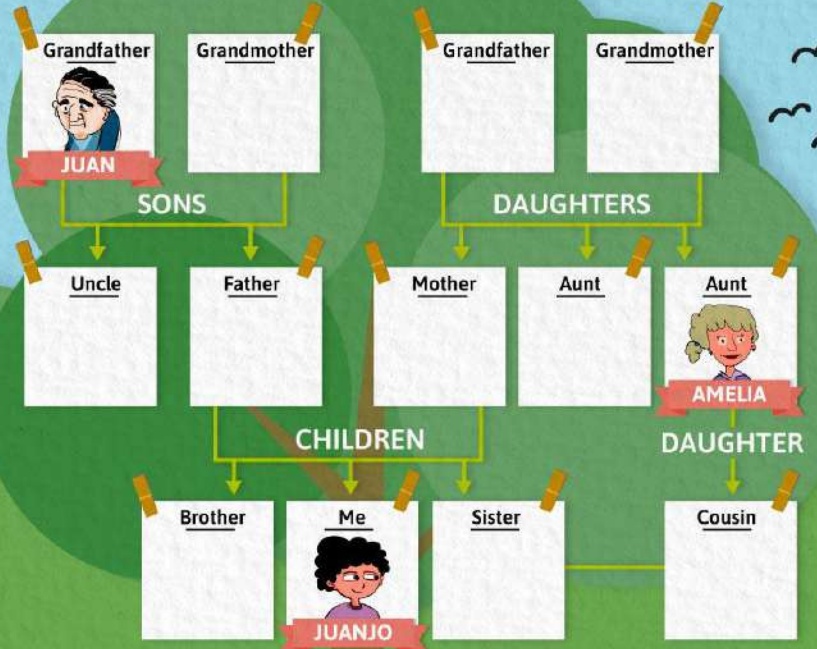 Grandfather
Grandmother
Grandfather
Grandmother
JUAN
SONS
DAUGHTERS
Uncle
Father
Mother
Aunt
Aunt
AMELIA
CHILDREN
DAUGHTER
Brother
Me
Sister
Cousin
JUANJO